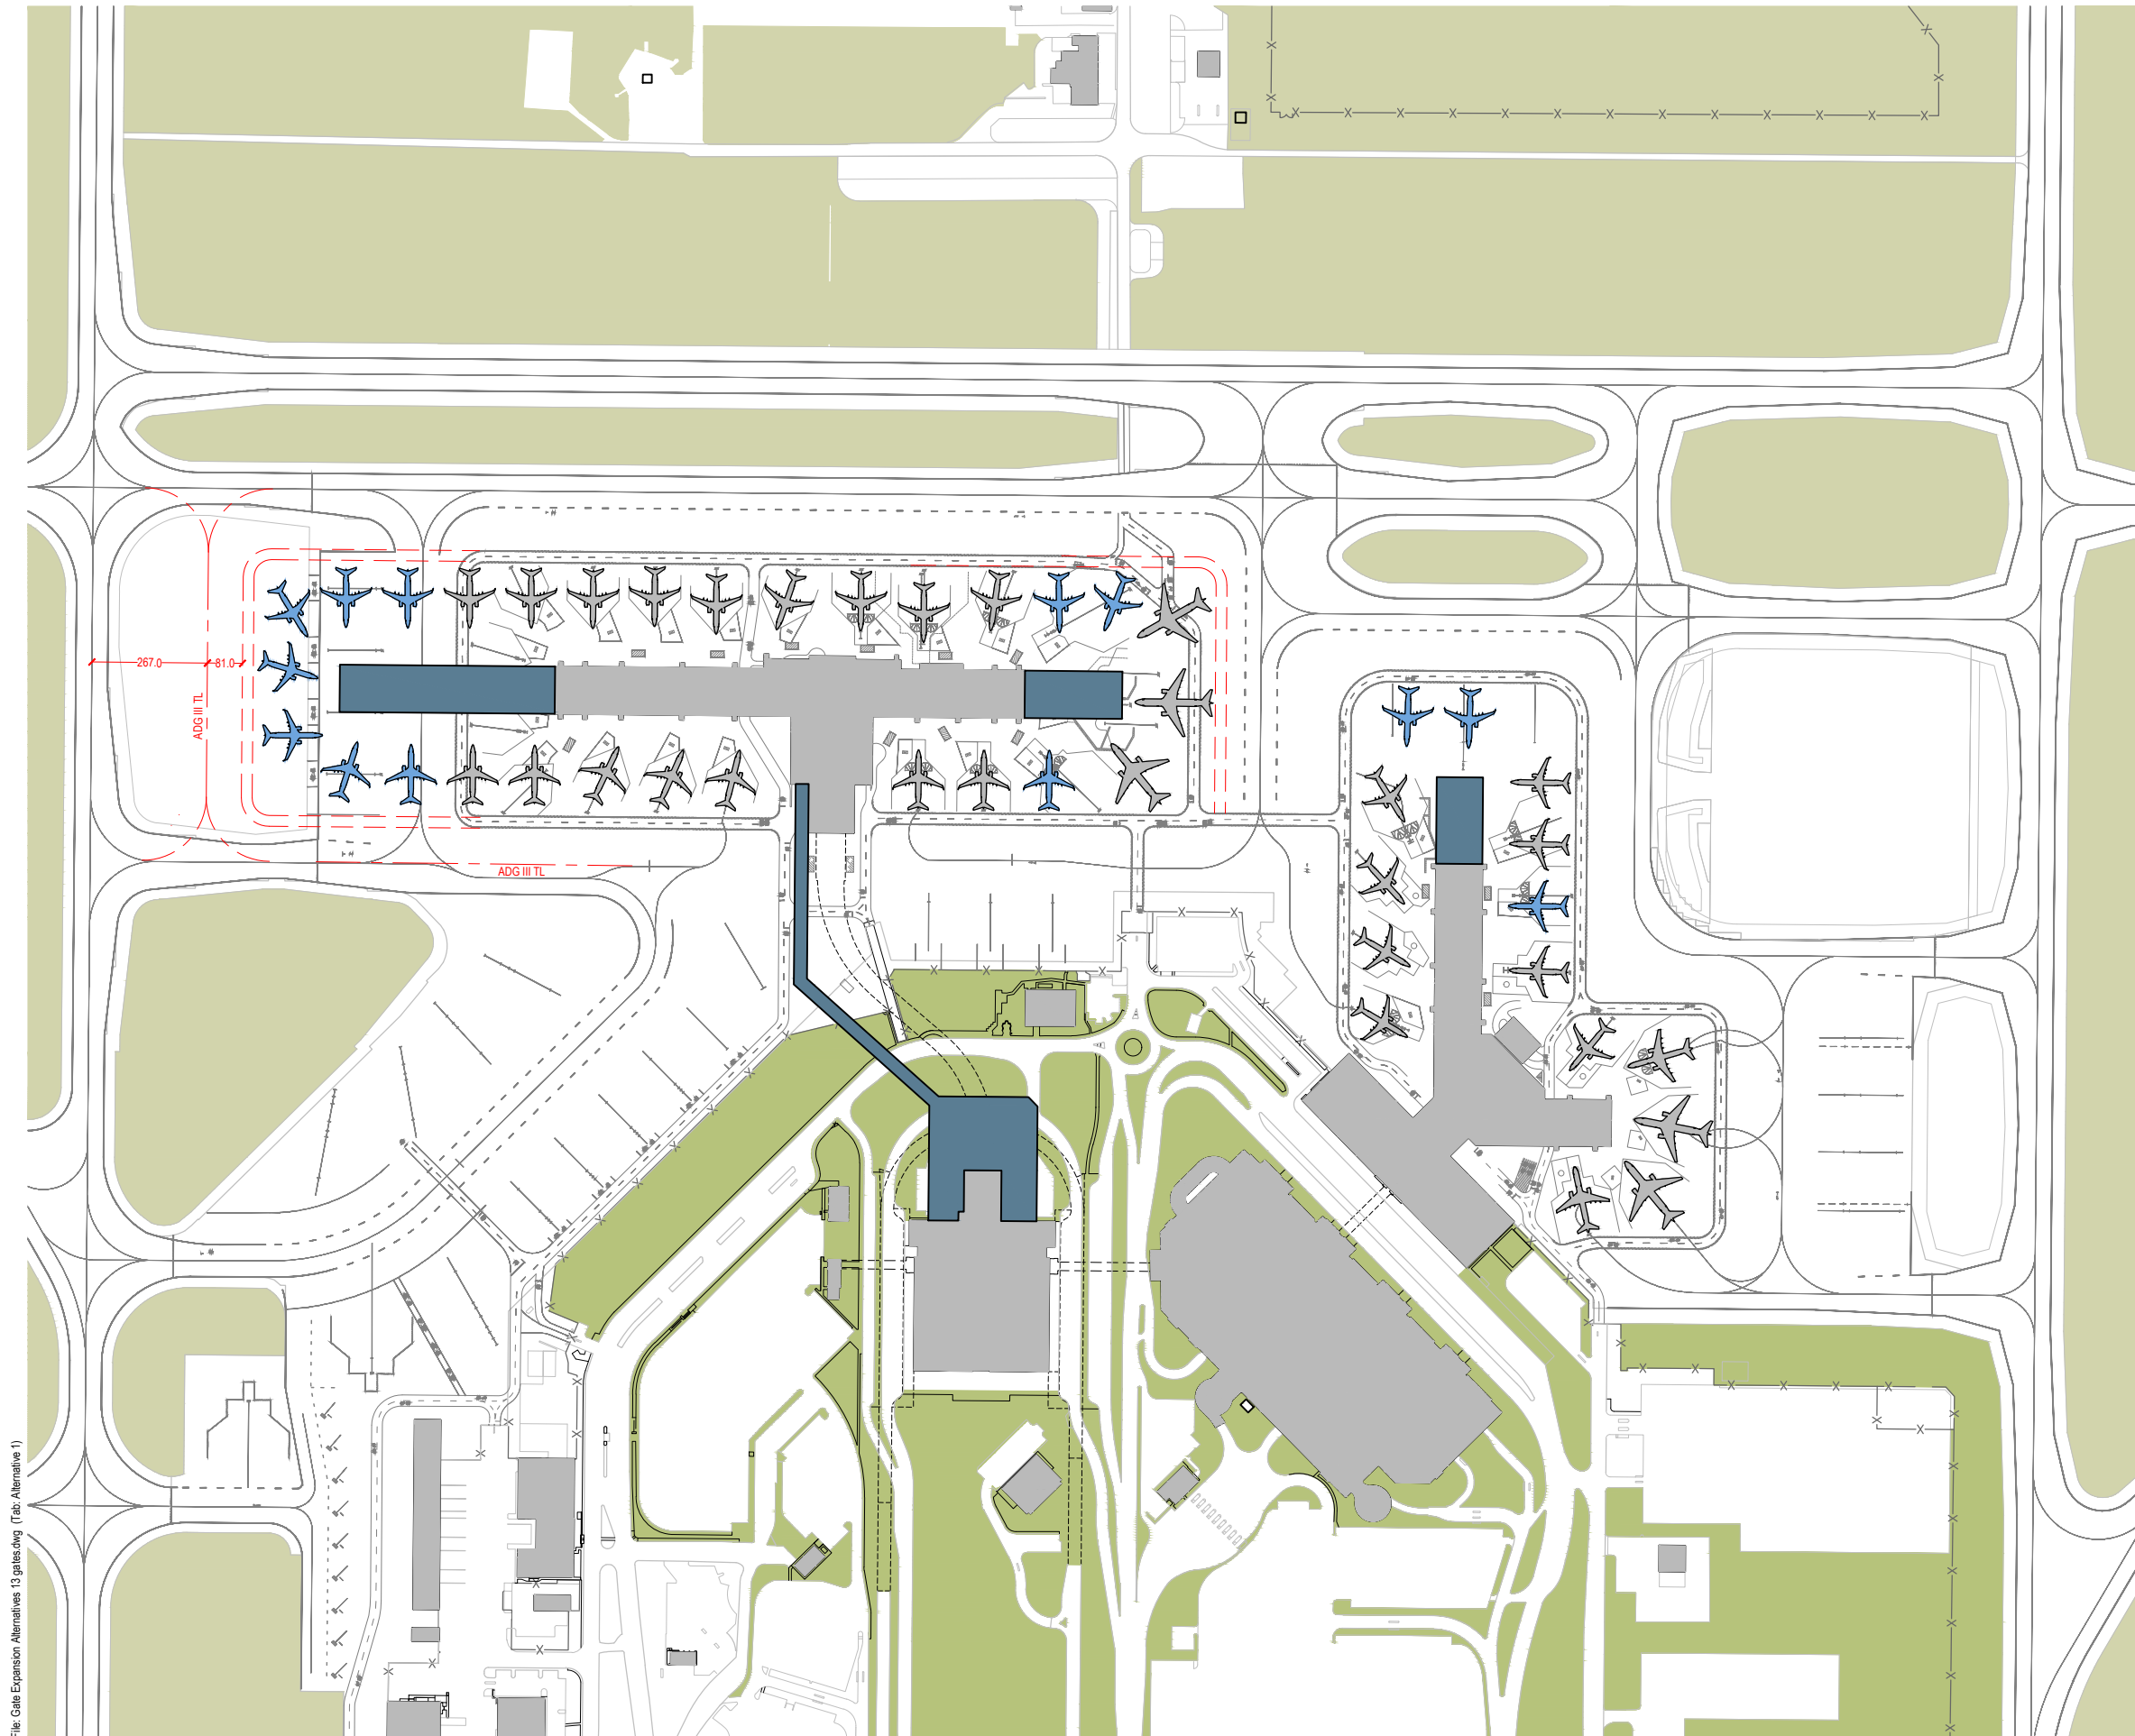 267.0
81.0
ADG III TL
ADG III TL
File: Gate Expansion Alternatives 13 gates.dwg (Tab: Alternative 1)